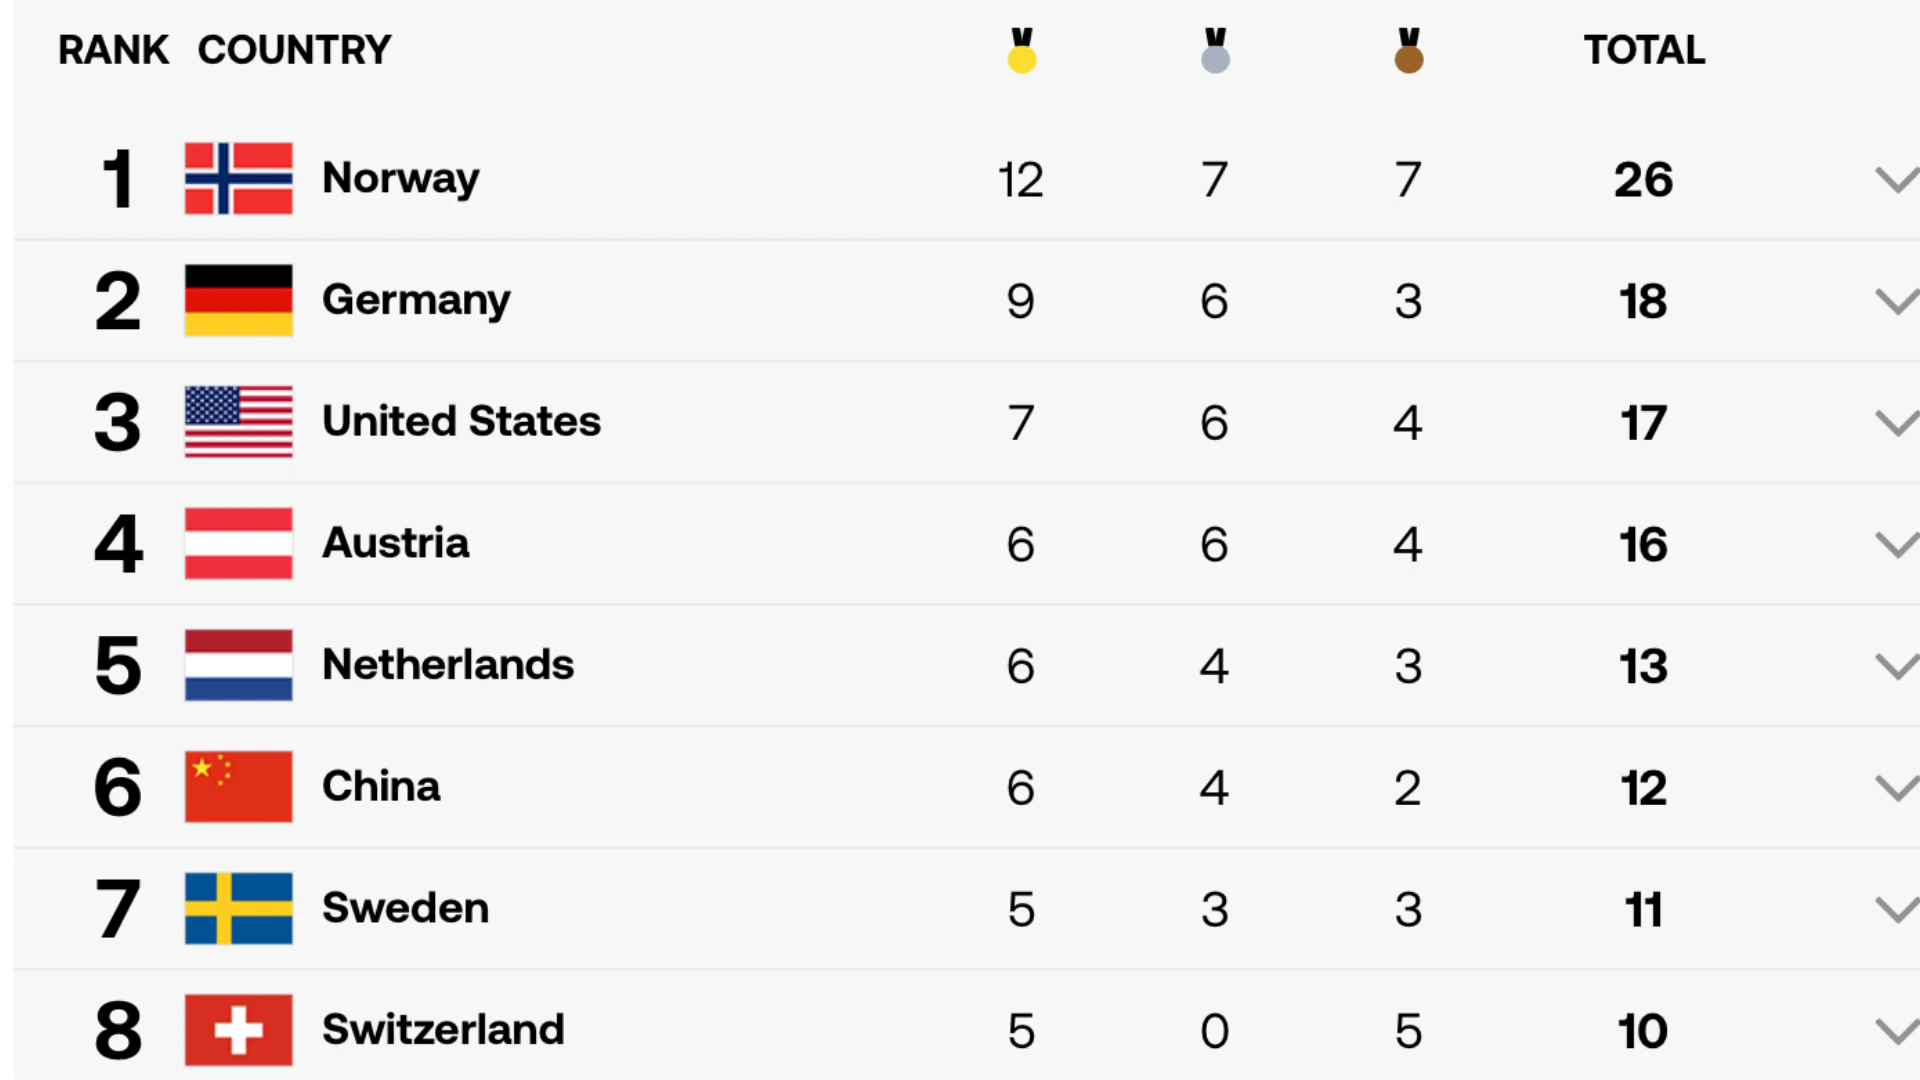 RANK COUNTRY TOTAL
1 Norway 12 7 7 26
2 Germany 9 6 3 18
3 United States 7 6 4 17
4 Austria 6 6 4 16
5 Netherlands 6 4 3 13
6 China 6 4 2 12
7 Sweden 5 3 3 11
8 Switzerland 5 0 5 10